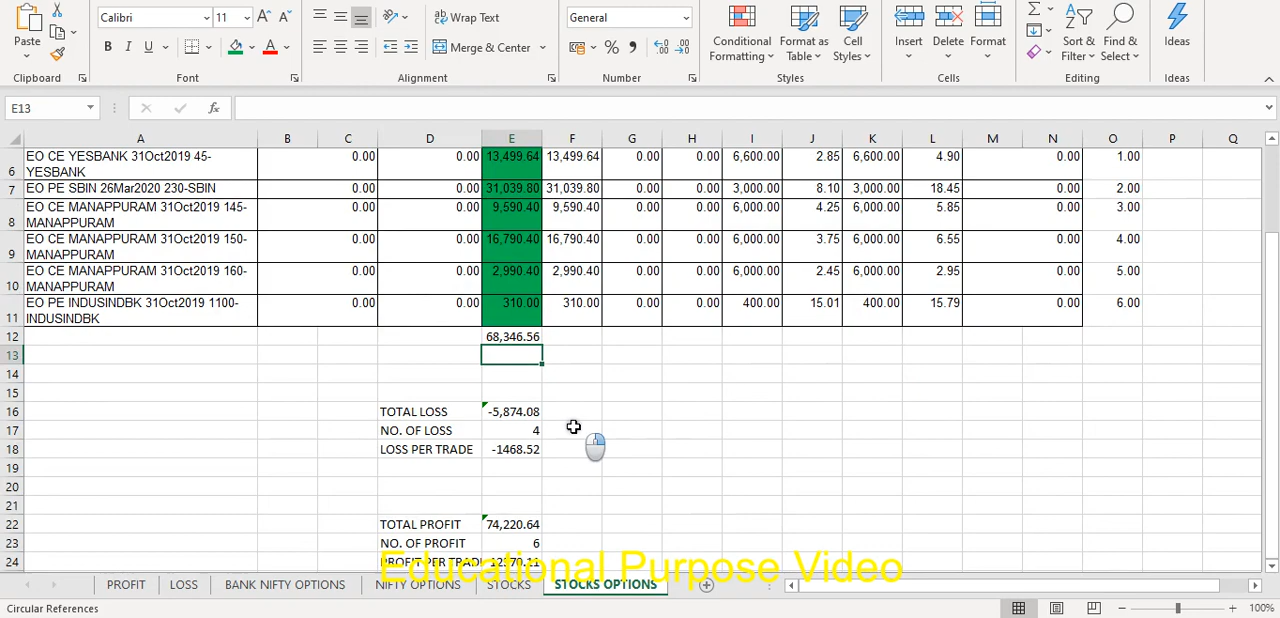 Calibri 11 Wrap Text General
Paste Merge & Center Conditional Formatting Format as Table Cell Styles Insert Delete Format Sort & Filter Find & Select Ideas
Clipboard Font Alignment Number Styles Cells Editing Ideas
E13 fx
A B C D E F G H I J K L M N O P Q
6 EO CE YESBANK 31Oct2019 45-YESBANK 0.00 0.00 13,499.64 13,499.64 0.00 0.00 6,600.00 2.85 6,600.00 4.90 0.00 1.00
7 EO PE SBIN 26Mar2020 230-SBIN 0.00 0.00 31,039.80 31,039.80 0.00 0.00 3,000.00 8.10 3,000.00 18.45 0.00 2.00
8 EO CE MANAPPURAM 31Oct2019 145-MANAPPURAM 0.00 0.00 9,590.40 9,590.40 0.00 0.00 6,000.00 4.25 6,000.00 5.85 0.00 3.00
9 EO CE MANAPPURAM 31Oct2019 150-MANAPPURAM 0.00 0.00 16,790.40 16,790.40 0.00 0.00 6,000.00 3.75 6,000.00 6.55 0.00 4.00
10 EO CE MANAPPURAM 31Oct2019 160-MANAPPURAM 0.00 0.00 2,990.40 2,990.40 0.00 0.00 6,000.00 2.45 6,000.00 2.95 0.00 5.00
11 EO PE INDUSINDBK 31Oct2019 1100-INDUSINDBK 0.00 0.00 310.00 310.00 0.00 0.00 400.00 15.01 400.00 15.79 0.00 6.00
12 68,346.56
13
14
15
16 TOTAL LOSS -5,874.08
17 NO. OF LOSS 4
18 LOSS PER TRADE -1468.52
19
20
21
22 TOTAL PROFIT 74,220.64
23 NO. OF PROFIT 6
24 PROFIT PER TRADE 12370.11
Educational Purpose Video
PROFIT LOSS BANK NIFTY OPTIONS NIFTY OPTIONS STOCKS STOCKS OPTIONS
Circular References 100%